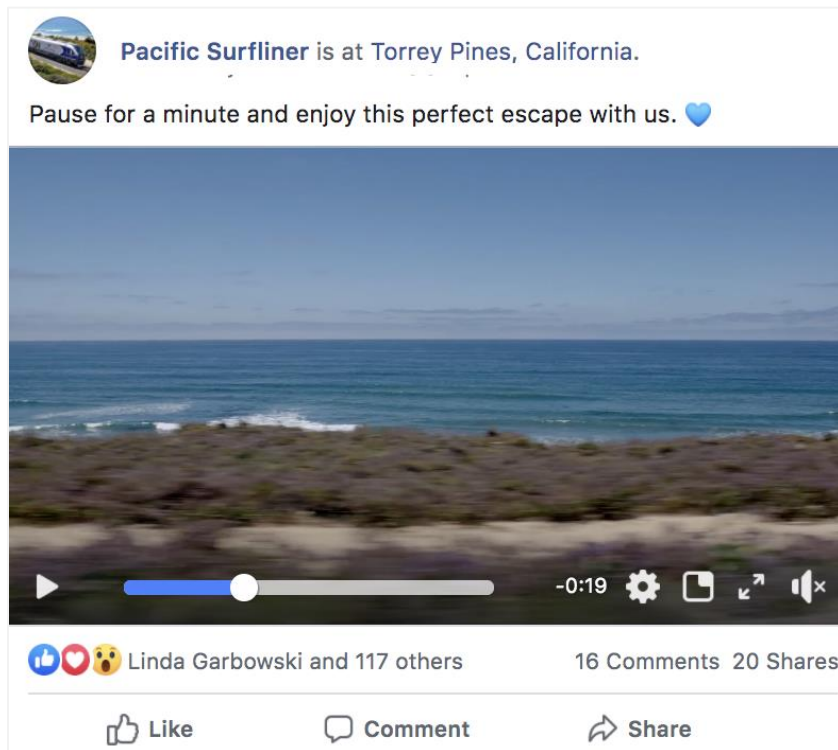 Pacific Surfliner is at Torrey Pines, California.
Pause for a minute and enjoy this perfect escape with us. 💙
-0:19
Linda Garbowski and 117 others 16 Comments 20 Shares
Like Comment Share